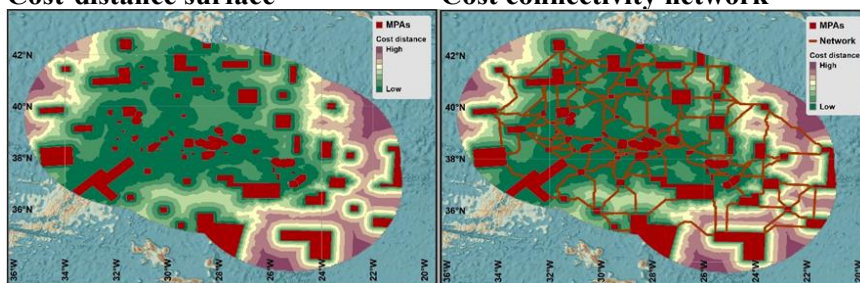 Cost-distance surface
Cost connectivity network
MPAs
Cost distance
High
Low
42°N
40°N
38°N
36°N
36°W
34°W
32°W
30°W
28°W
26°W
24°W
22°W
20°W
MPAs
Network
Cost distance
High
Low
42°N
40°N
38°N
36°N
36°W
34°W
32°W
30°W
28°W
26°W
24°W
22°W
20°W